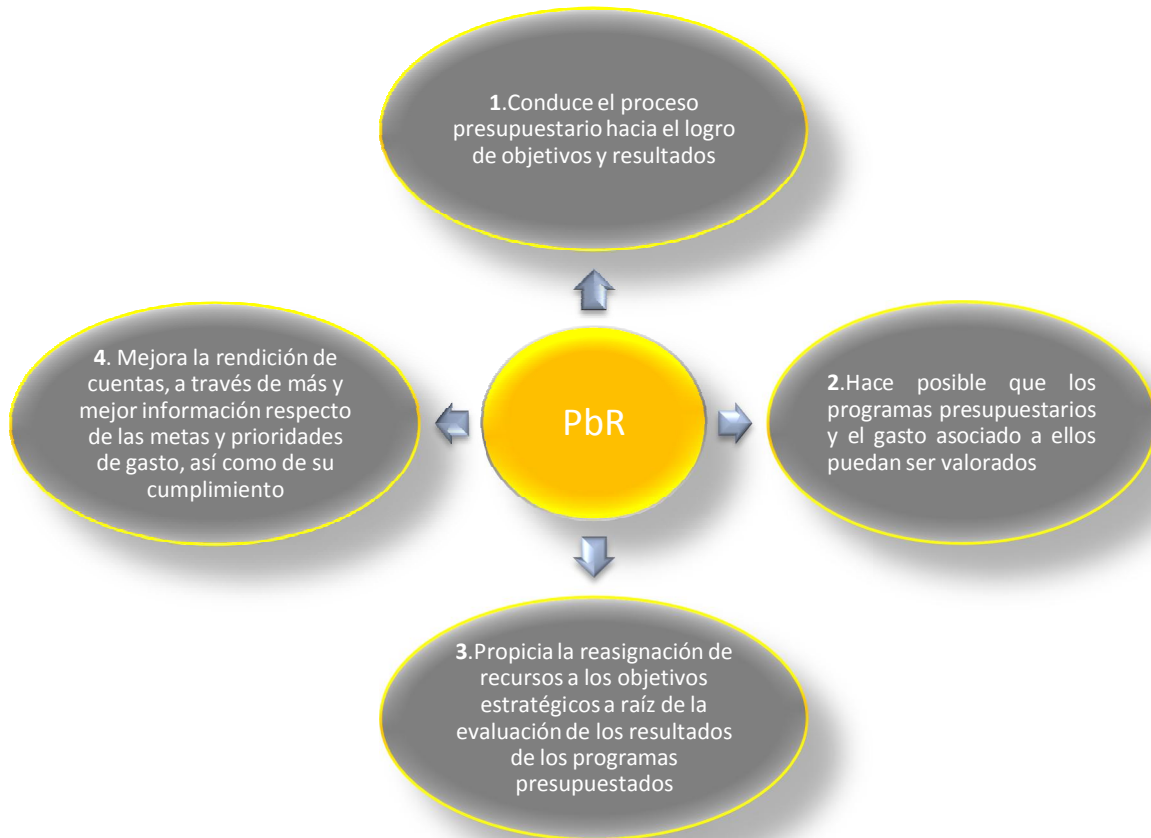 1.Conduce el proceso
presupuestario hacia el logro
de objetivos y resultados
PbR
2.Hace posible que los
programas presupuestarios
y el gasto asociado a ellos
puedan ser valorados
3.Propicia la reasignación de
recursos a los objetivos
estratégicos a raíz de la
evaluación de los resultados
de los programas
presupuestados
4. Mejora la rendición de
cuentas, a través de más y
mejor información respecto
de las metas y prioridades
de gasto, así como de su
cumplimiento